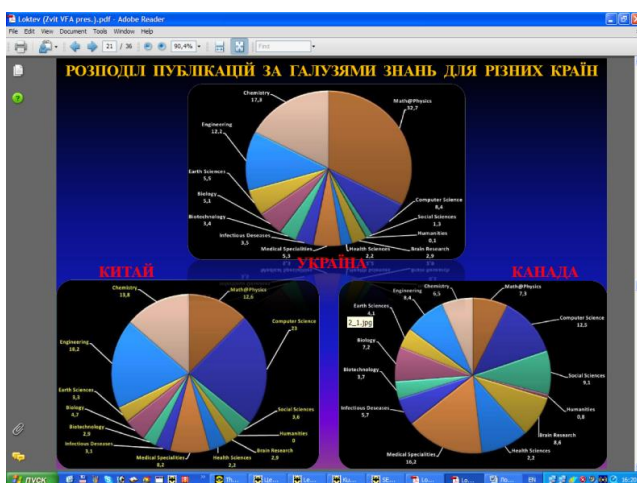 Loktev (Zvit VFA pres.).pdf - Adobe Reader
File Edit View Document Tools Window Help
21 / 36 90,4% Find
РОЗПОДІЛ ПУБЛІКАЦІЙ ЗА ГАЛУЗЯМИ ЗНАНЬ ДЛЯ РІЗНИХ КРАЇН
Chemistry
17,3
Math@Physics
32,7
Engineering
12,2
Earth Sciences
5,5
Biology
5,1
Biotechnology
3,4
Infectious Deseases
3,5
Medical Specialities
5,3
Health Sciences
2,2
Brain Research
2,9
Humanities
0,1
Social Sciences
1,3
Computer Science
8,4
УКРАЇНА
КИТАЙ
КАНАДА
Chemistry
13,8
Math@Physics
12,6
Computer Science
23
Engineering
18,2
Earth Sciences
3,3
Biology
4,7
Biotechnology
2,9
Infectious Deseases
3,1
Medical Specialities
8,2
Health Sciences
2,3
Brain Research
2,9
Humanities
0
Social Sciences
3,6
Chemistry
6,5
Math@Physics
7,3
Engineering
8,4
Earth Sciences
4,1
2_1.jpg
Computer Science
12,5
Biology
7,2
Social Sciences
9,1
Biotechnology
3,7
Humanities
0,8
Infectious Deseases
5,7
Brain Research
8,6
Medical Specialities
16,2
Health Sciences
пуск
EN